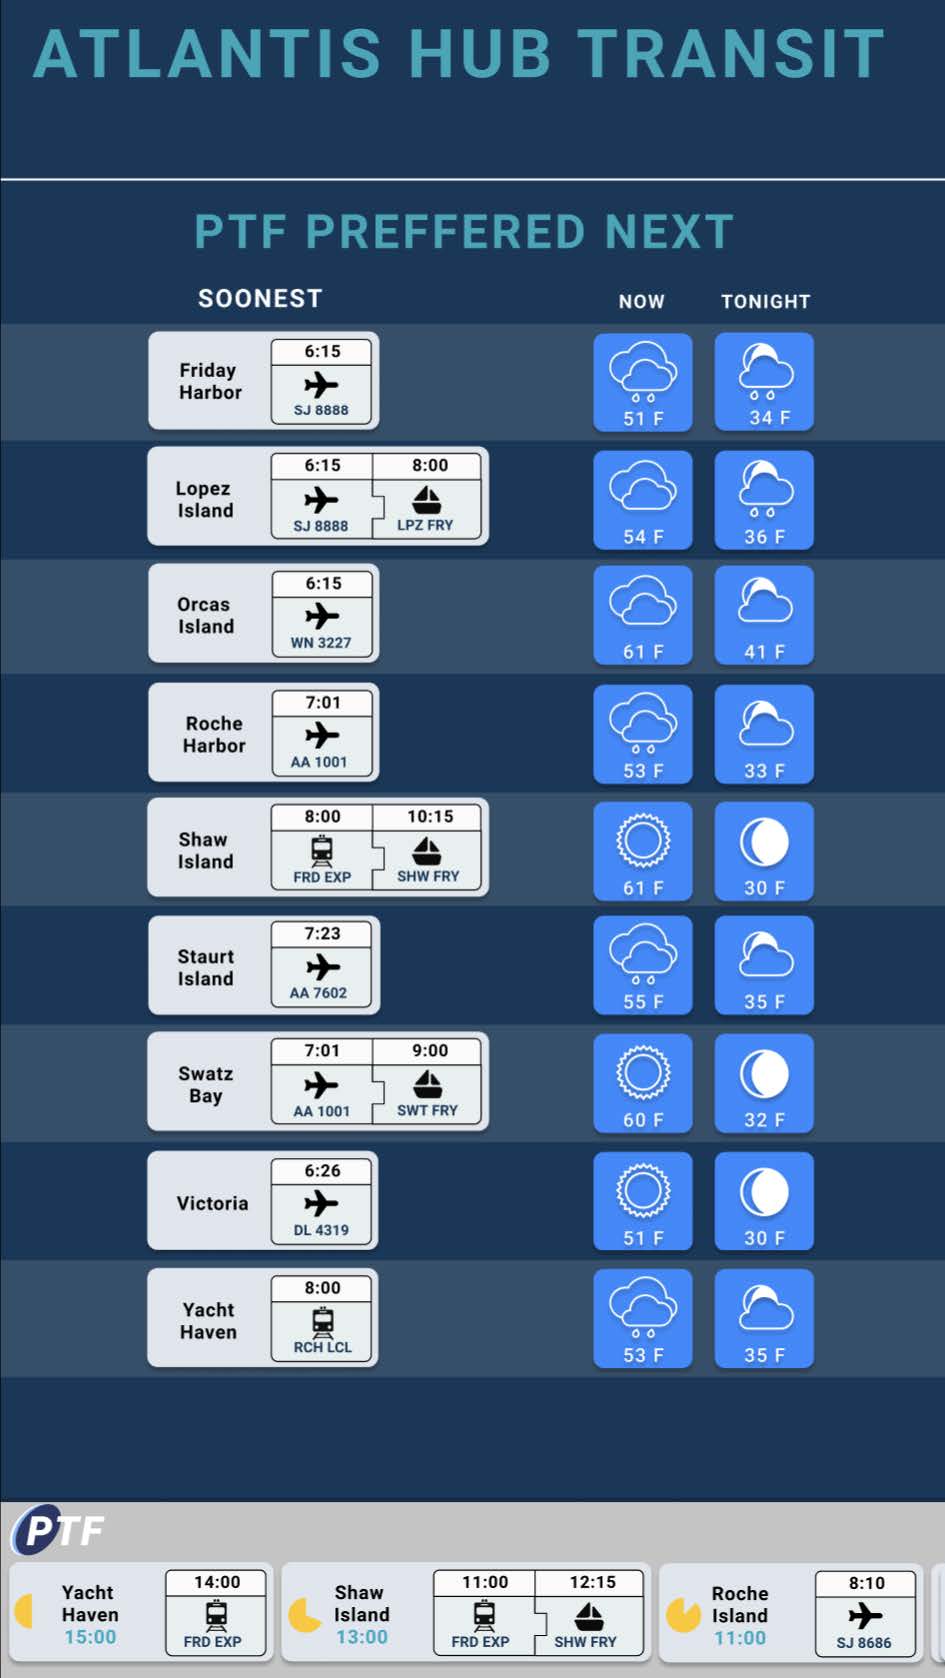 ATLANTIS HUB TRANSIT
PTF PREFFERED NEXT
SOONEST NOW TONIGHT
Friday
Harbor
6:15
SJ 8888
51 F
34 F
Lopez
Island
6:15
SJ 8888
8:00
LPZ FRY
54 F
36 F
Orcas
Island
6:15
WN 3227
61 F
41 F
Roche
Harbor
7:01
AA 1001
53 F
33 F
Shaw
Island
8:00
FRD EXP
10:15
SHW FRY
61 F
30 F
Staurt
Island
7:23
AA 7602
55 F
35 F
Swatz
Bay
7:01
AA 1001
9:00
SWT FRY
60 F
32 F
Victoria
6:26
DL 4319
51 F
30 F
Yacht
Haven
8:00
RCH LCL
53 F
35 F
PTF
Yacht
Haven
15:00
14:00
FRD EXP
Shaw
Island
13:00
11:00
FRD EXP
12:15
SHW FRY
Roche
Island
11:00
8:10
SJ 8686